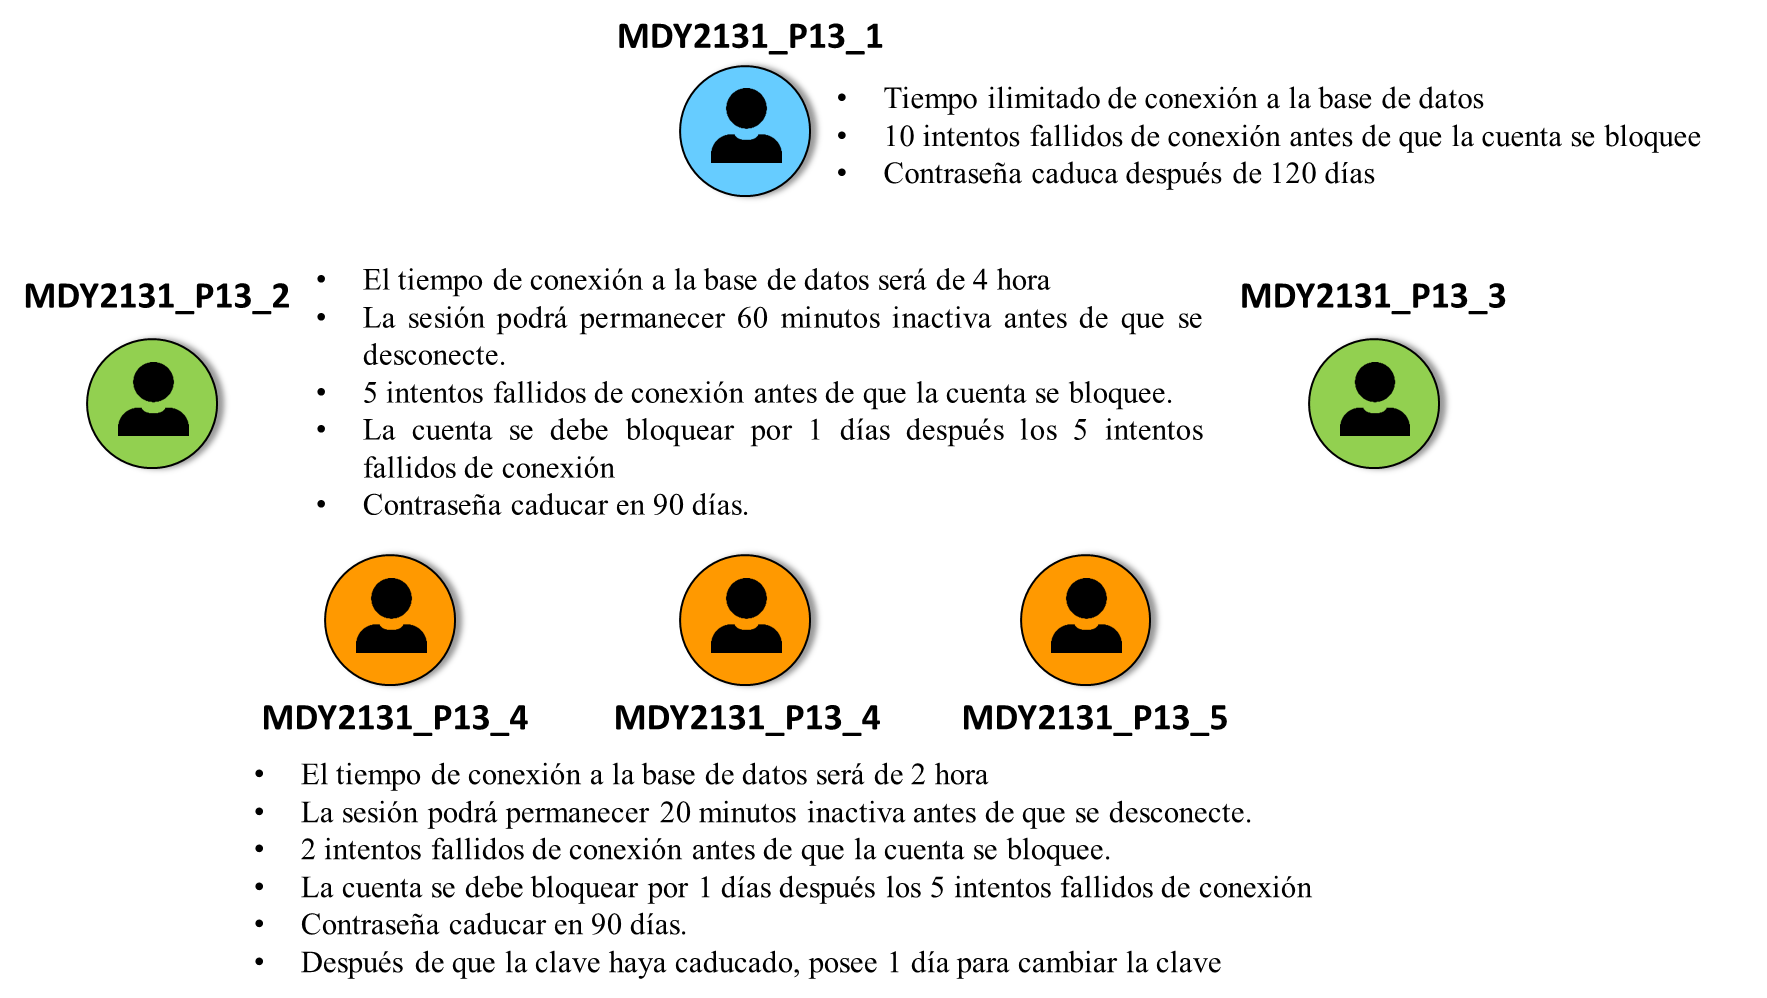 MDY2131_P13_1
• Tiempo ilimitado de conexión a la base de datos
• 10 intentos fallidos de conexión antes de que la cuenta se bloquee
• Contraseña caduca después de 120 días
MDY2131_P13_2
• El tiempo de conexión a la base de datos será de 4 hora
• La sesión podrá permanecer 60 minutos inactiva antes de que se
desconecte.
• 5 intentos fallidos de conexión antes de que la cuenta se bloquee.
• La cuenta se debe bloquear por 1 días después los 5 intentos
fallidos de conexión
• Contraseña caducar en 90 días.
MDY2131_P13_3
MDY2131_P13_4
MDY2131_P13_4
MDY2131_P13_5
• El tiempo de conexión a la base de datos será de 2 hora
• La sesión podrá permanecer 20 minutos inactiva antes de que se desconecte.
• 2 intentos fallidos de conexión antes de que la cuenta se bloquee.
• La cuenta se debe bloquear por 1 días después los 5 intentos fallidos de conexión
• Contraseña caducar en 90 días.
• Después de que la clave haya caducado, posee 1 día para cambiar la clave